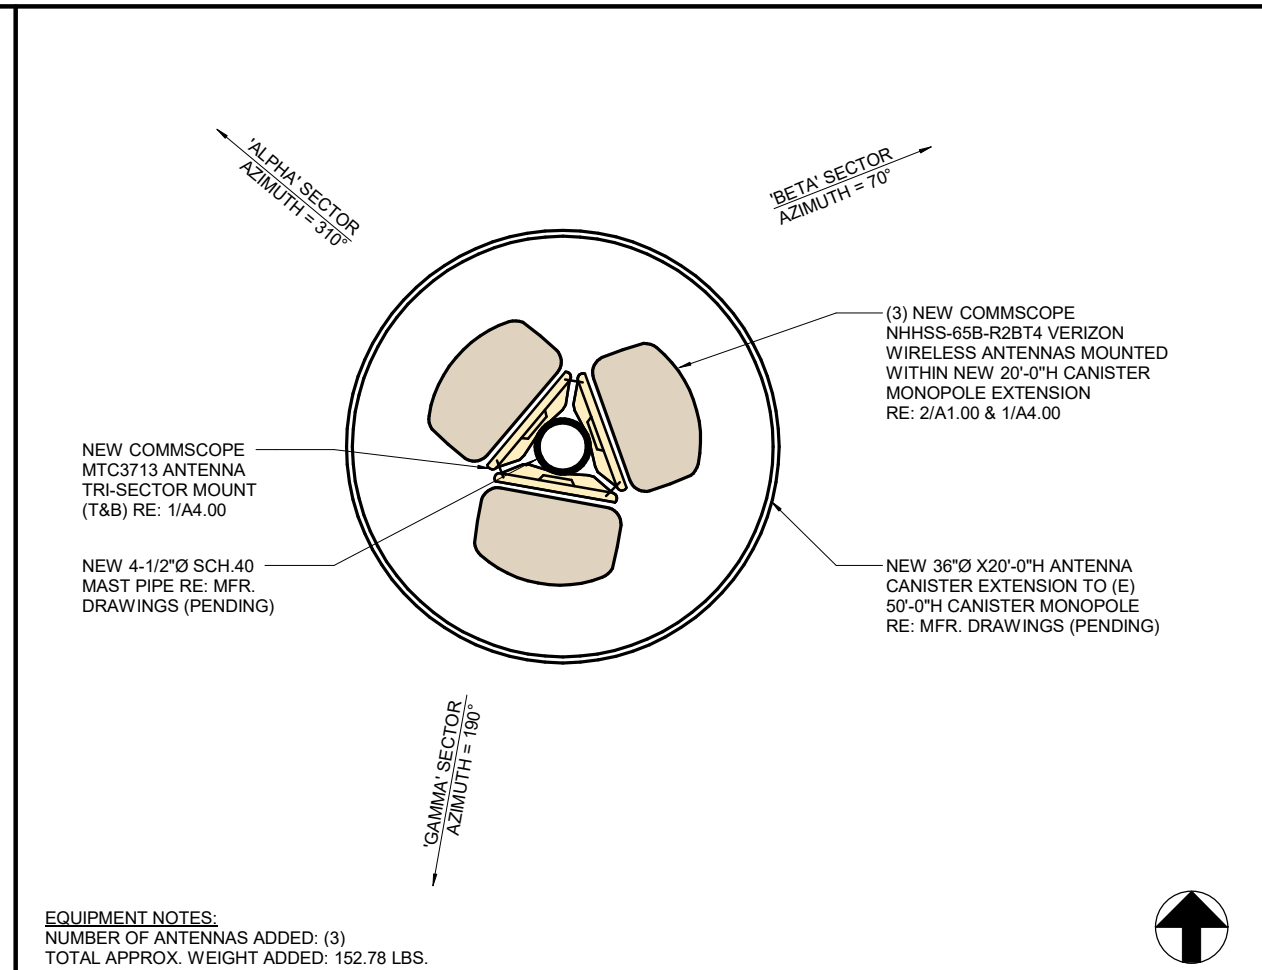 'ALPHA' SECTOR
AZIMUTH = 310°
'BETA' SECTOR
AZIMUTH = 70°
(3) NEW COMMSCOPE
NHHSS-65B-R2BT4 VERIZON
WIRELESS ANTENNAS MOUNTED
WITHIN NEW 20'-0"H CANISTER
MONOPOLE EXTENSION
RE: 2/A1.00 & 1/A4.00
NEW COMMSCOPE
MTC3713 ANTENNA
TRI-SECTOR MOUNT
(T&B) RE: 1/A4.00
NEW 4-1/2"Ø SCH.40
MAST PIPE RE: MFR.
DRAWINGS (PENDING)
NEW 36"Ø X20'-0"H ANTENNA
CANISTER EXTENSION TO (E)
50'-0"H CANISTER MONOPOLE
RE: MFR. DRAWINGS (PENDING)
'GAMMA' SECTOR
AZIMUTH = 190°
EQUIPMENT NOTES:
NUMBER OF ANTENNAS ADDED: (3)
TOTAL APPROX. WEIGHT ADDED: 152.78 LBS.